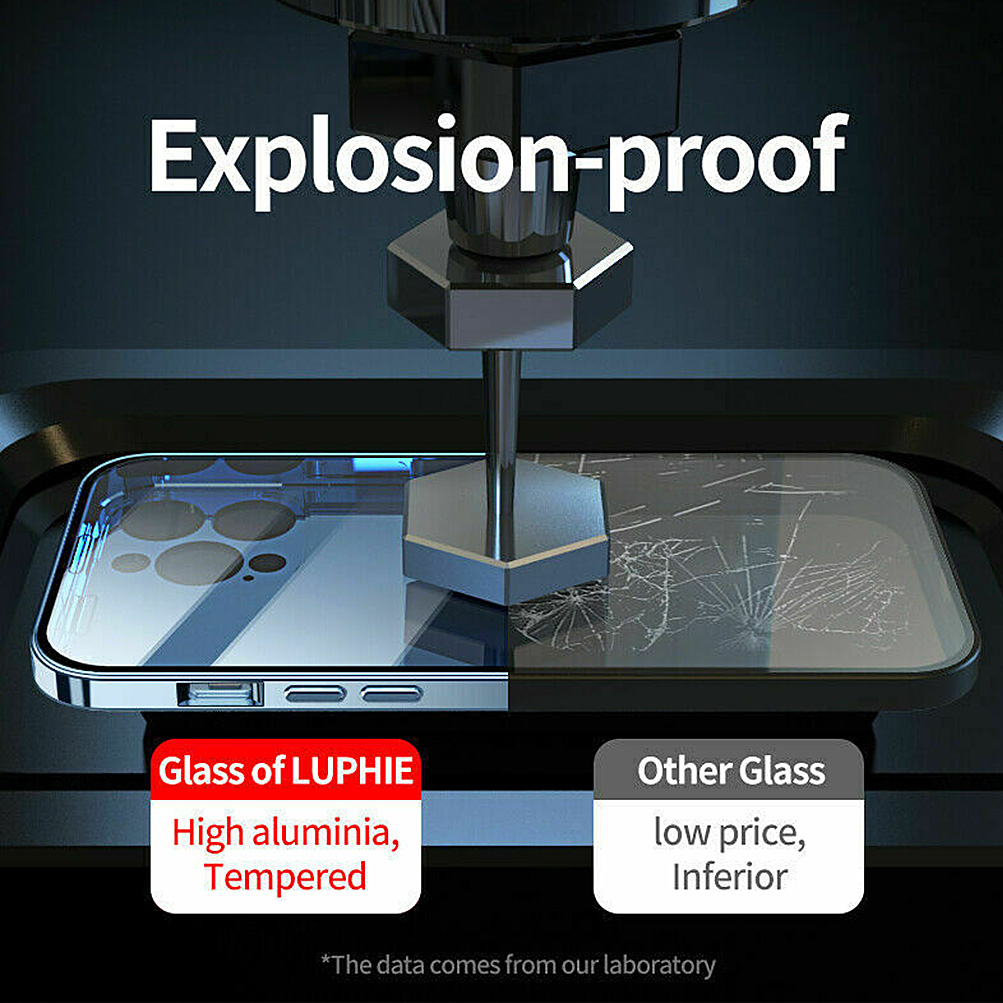 Explosion-proof
Glass of LUPHIE
High aluminia,
Tempered
Other Glass
low price,
Inferior
*The data comes from our laboratory